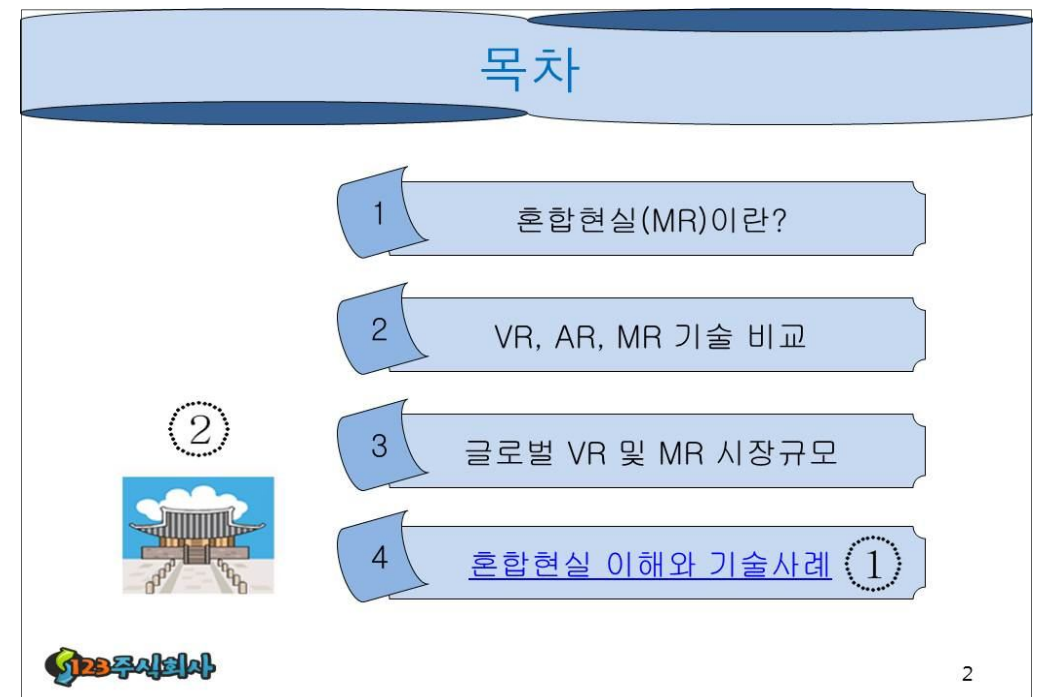 목차
1 혼합현실(MR)이란?
2 VR, AR, MR 기술 비교
3 글로벌 VR 및 MR 시장규모
②
4 혼합현실 이해와 기술사례 ①
123주식회사
2